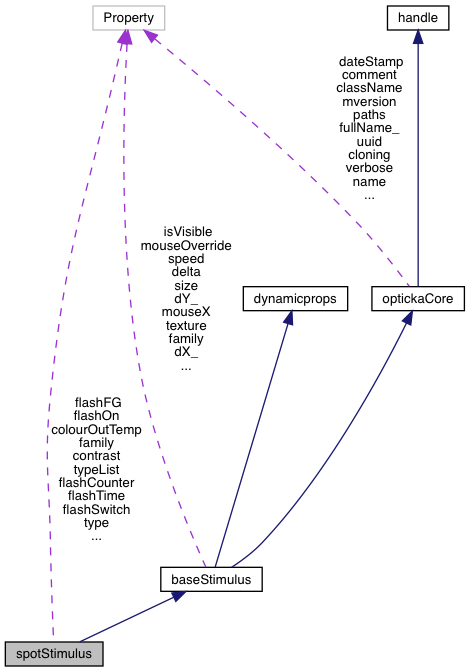 Property
handle
dateStamp
comment
className
mversion
paths
fullName_
uuid
cloning
verbose
name
...
isVisible
mouseOverride
speed
delta
size
dY_
mouseX
texture
family
dX_
...
dynamicprops
optickaCore
flashFG
flashOn
colourOutTemp
family
contrast
typeList
flashCounter
flashTime
flashSwitch
type
...
baseStimulus
spotStimulus